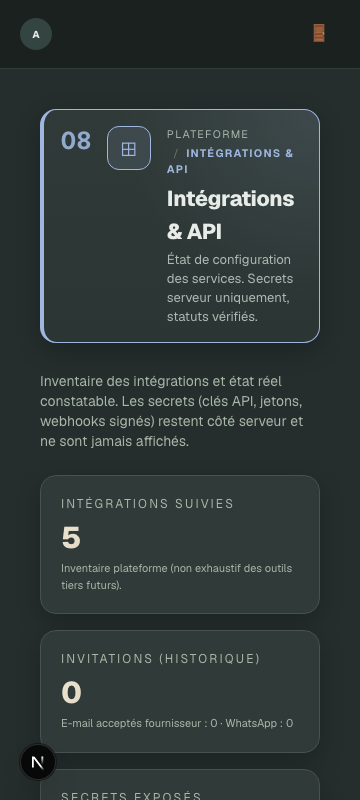 A
08
PLATEFORME
/ INTÉGRATIONS &
API
Intégrations
& API
État de configuration
des services. Secrets
serveur uniquement,
statuts vérifiés.
Inventaire des intégrations et état réel
constatable. Les secrets (clés API, jetons,
webhooks signés) restent côté serveur et
ne sont jamais affichés.
INTÉGRATIONS SUIVIES
5
Inventaire plateforme (non exhaustif des outils
tiers futurs).
INVITATIONS (HISTORIQUE)
0
E-mail acceptés fournisseur : 0 · WhatsApp : 0
N
SECRETS EXPOSÉS